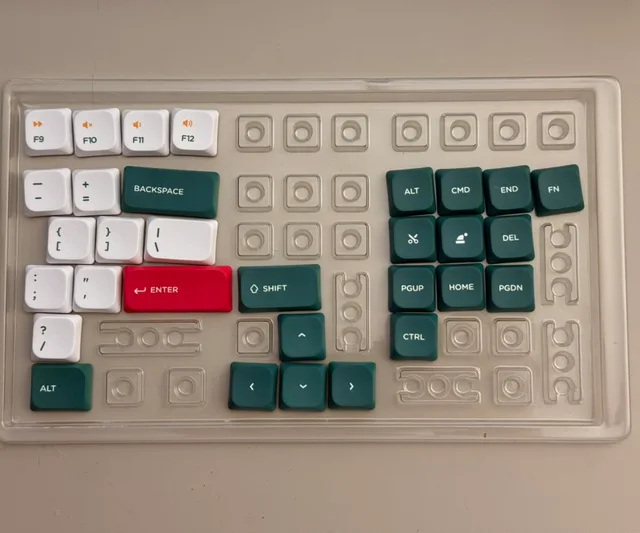 F9 F10 F11 F12
— + BACKSPACE ALT CMD END FN
- =
{ } | DEL
[ ] \
: " ENTER SHIFT PGUP HOME PGDN
; '
? ^ CTRL
/
ALT < ⌄ >